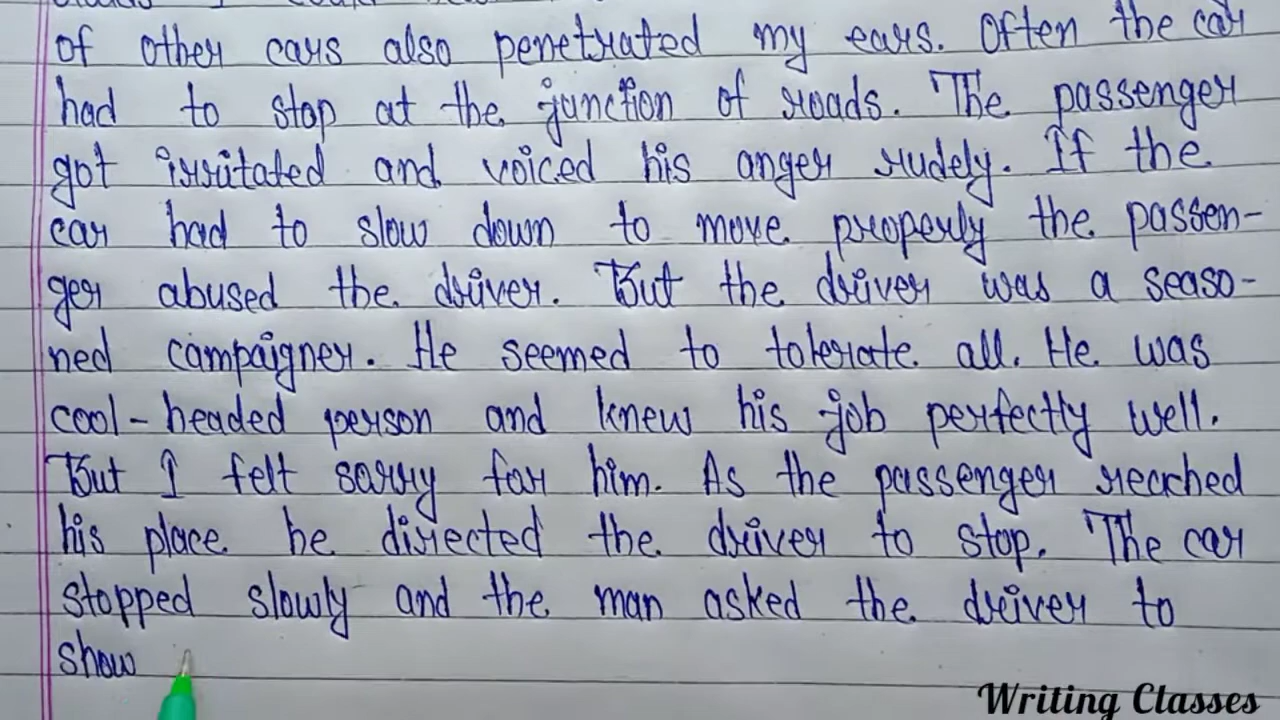 of other cars also penetrated my ears. Often the car
had to stop at the junction of roads. The passenger
got irritated and voiced his anger rudely. If the
car had to slow down to move properly the passen-
ger abused the driver. But the driver was a seaso-
ned campaigner. He seemed to tolerate all. He was
cool-headed person and knew his job perfectly well.
But I felt sorry for him. As the passenger reached
his place he directed the driver to stop. The car
stopped slowly and the man asked the driver to
show
Writing Classes